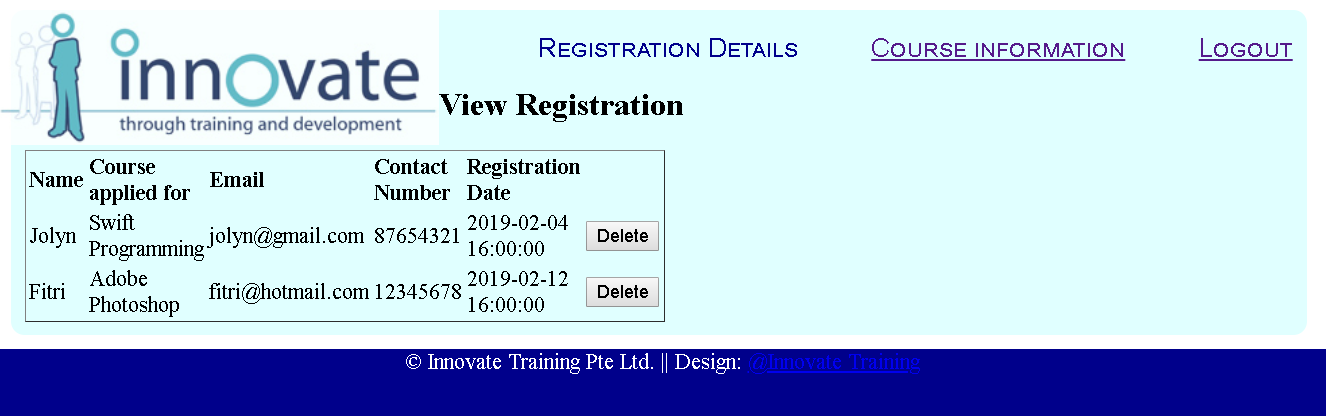 innovate
through training and development
Registration Details Course information Logout
View Registration
Name Course applied for Email Contact Number Registration Date
Jolyn Swift Programming jolyn@gmail.com 87654321 2019-02-04 16:00:00 Delete
Fitri Adobe Photoshop fitri@hotmail.com 12345678 2019-02-12 16:00:00 Delete
© Innovate Training Pte Ltd. || Design: @Innovate Training